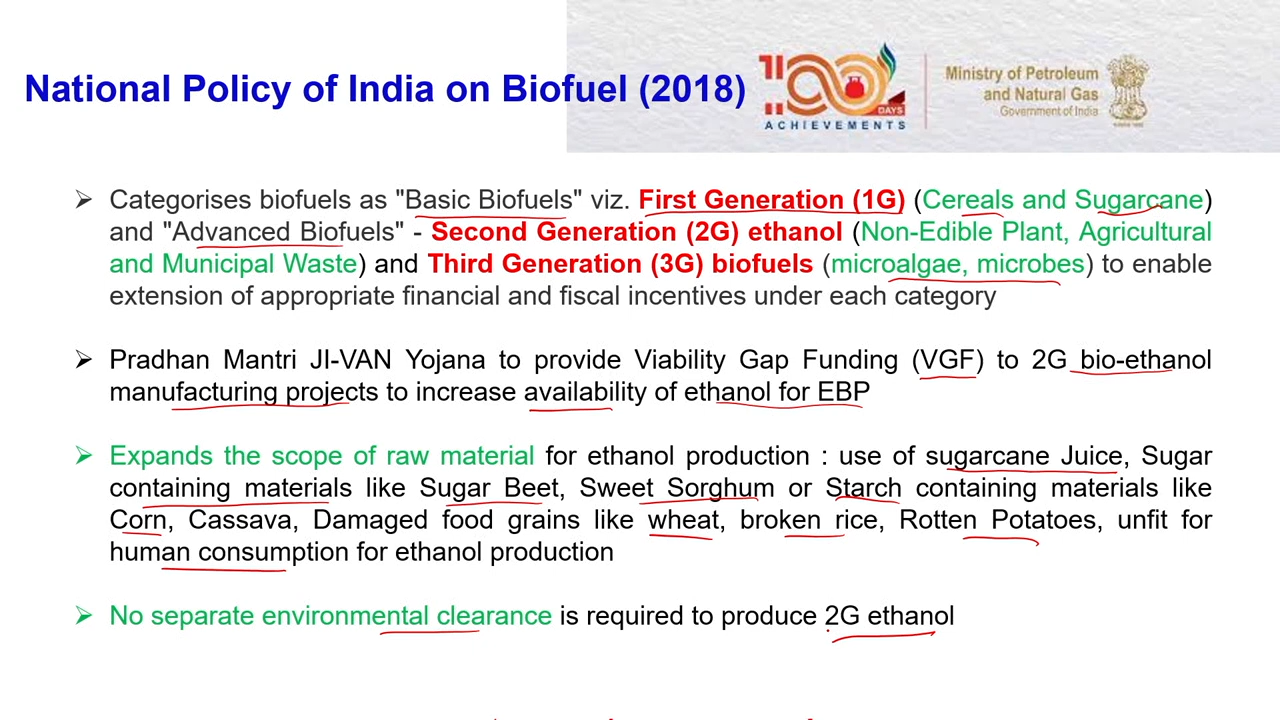 National Policy of India on Biofuel (2018)
100
DAYS
ACHIEVEMENTS
Ministry of Petroleum
and Natural Gas
Government of India
➢ Categorises biofuels as "Basic Biofuels" viz. First Generation (1G) (Cereals and Sugarcane)
and "Advanced Biofuels" - Second Generation (2G) ethanol (Non-Edible Plant, Agricultural
and Municipal Waste) and Third Generation (3G) biofuels (microalgae, microbes) to enable
extension of appropriate financial and fiscal incentives under each category
➢ Pradhan Mantri JI-VAN Yojana to provide Viability Gap Funding (VGF) to 2G bio-ethanol
manufacturing projects to increase availability of ethanol for EBP
➢ Expands the scope of raw material for ethanol production : use of sugarcane Juice, Sugar
containing materials like Sugar Beet, Sweet Sorghum or Starch containing materials like
Corn, Cassava, Damaged food grains like wheat, broken rice, Rotten Potatoes, unfit for
human consumption for ethanol production
➢ No separate environmental clearance is required to produce 2G ethanol